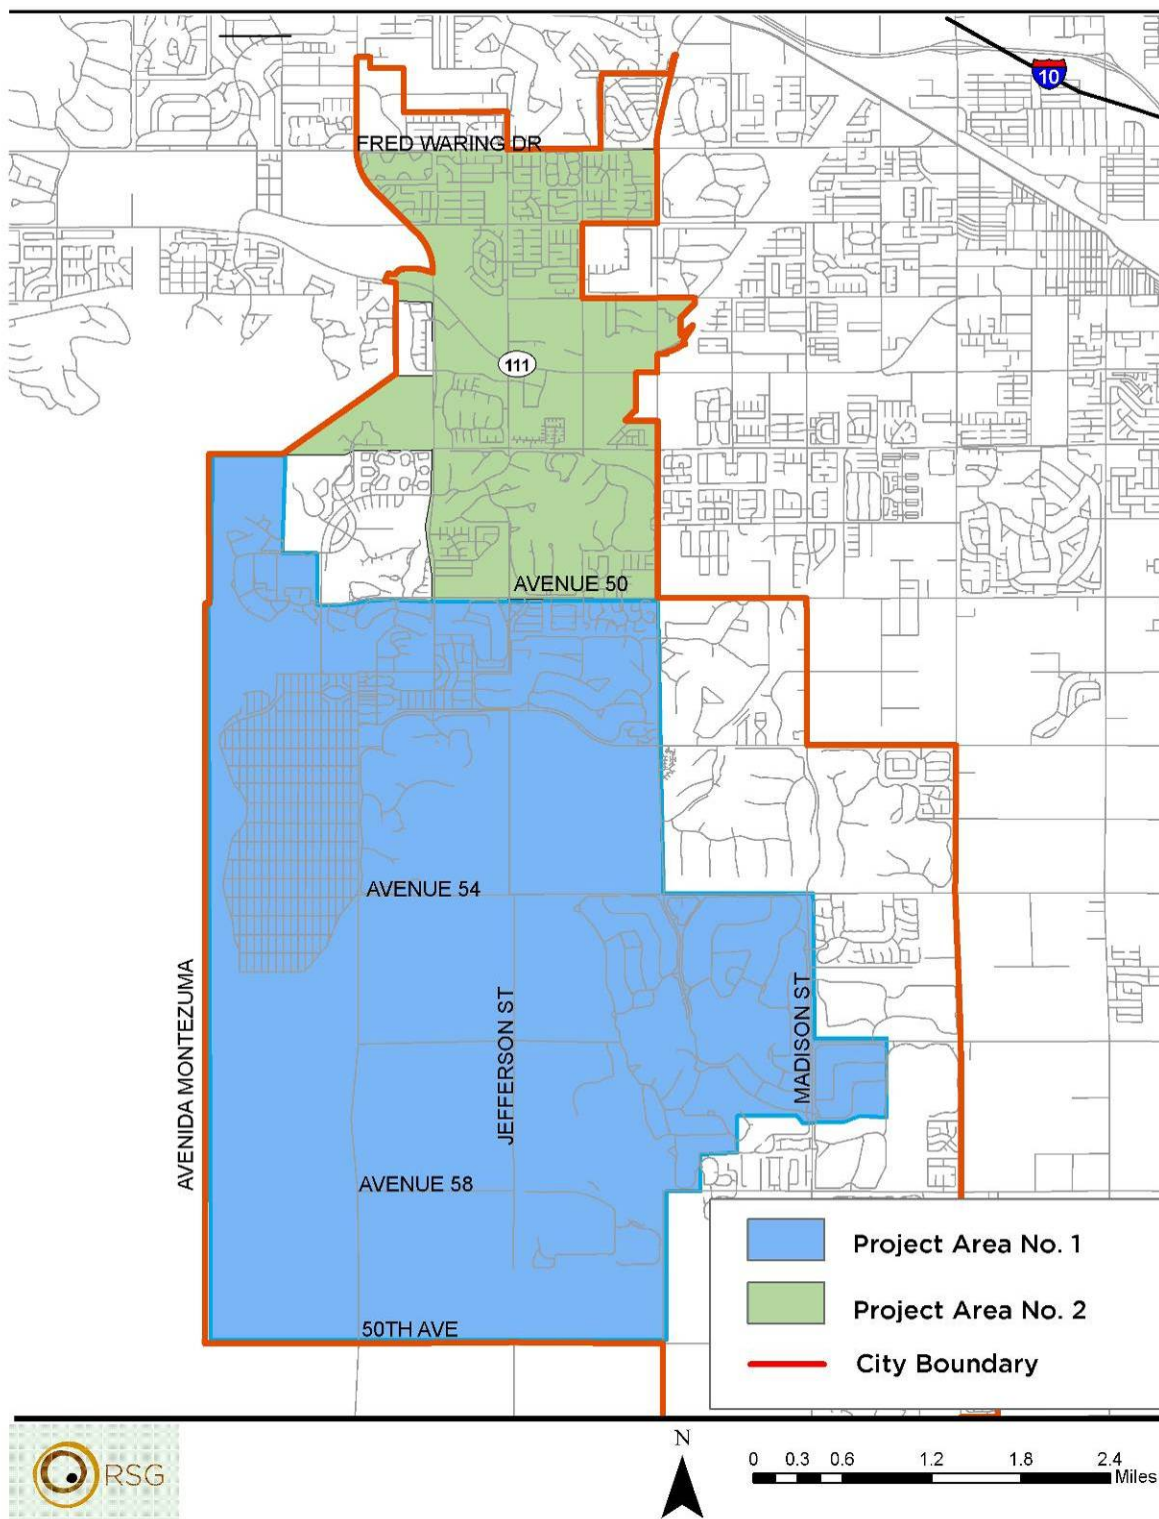 10
FRED WARING DR
111
AVENUE 50
AVENUE 54
AVENIDA MONTEZUMA
JEFFERSON ST
MADISON ST
AVENUE 58
50TH AVE
Project Area No. 1
Project Area No. 2
City Boundary
RSG
N
0 0.3 0.6 1.2 1.8 2.4
Miles